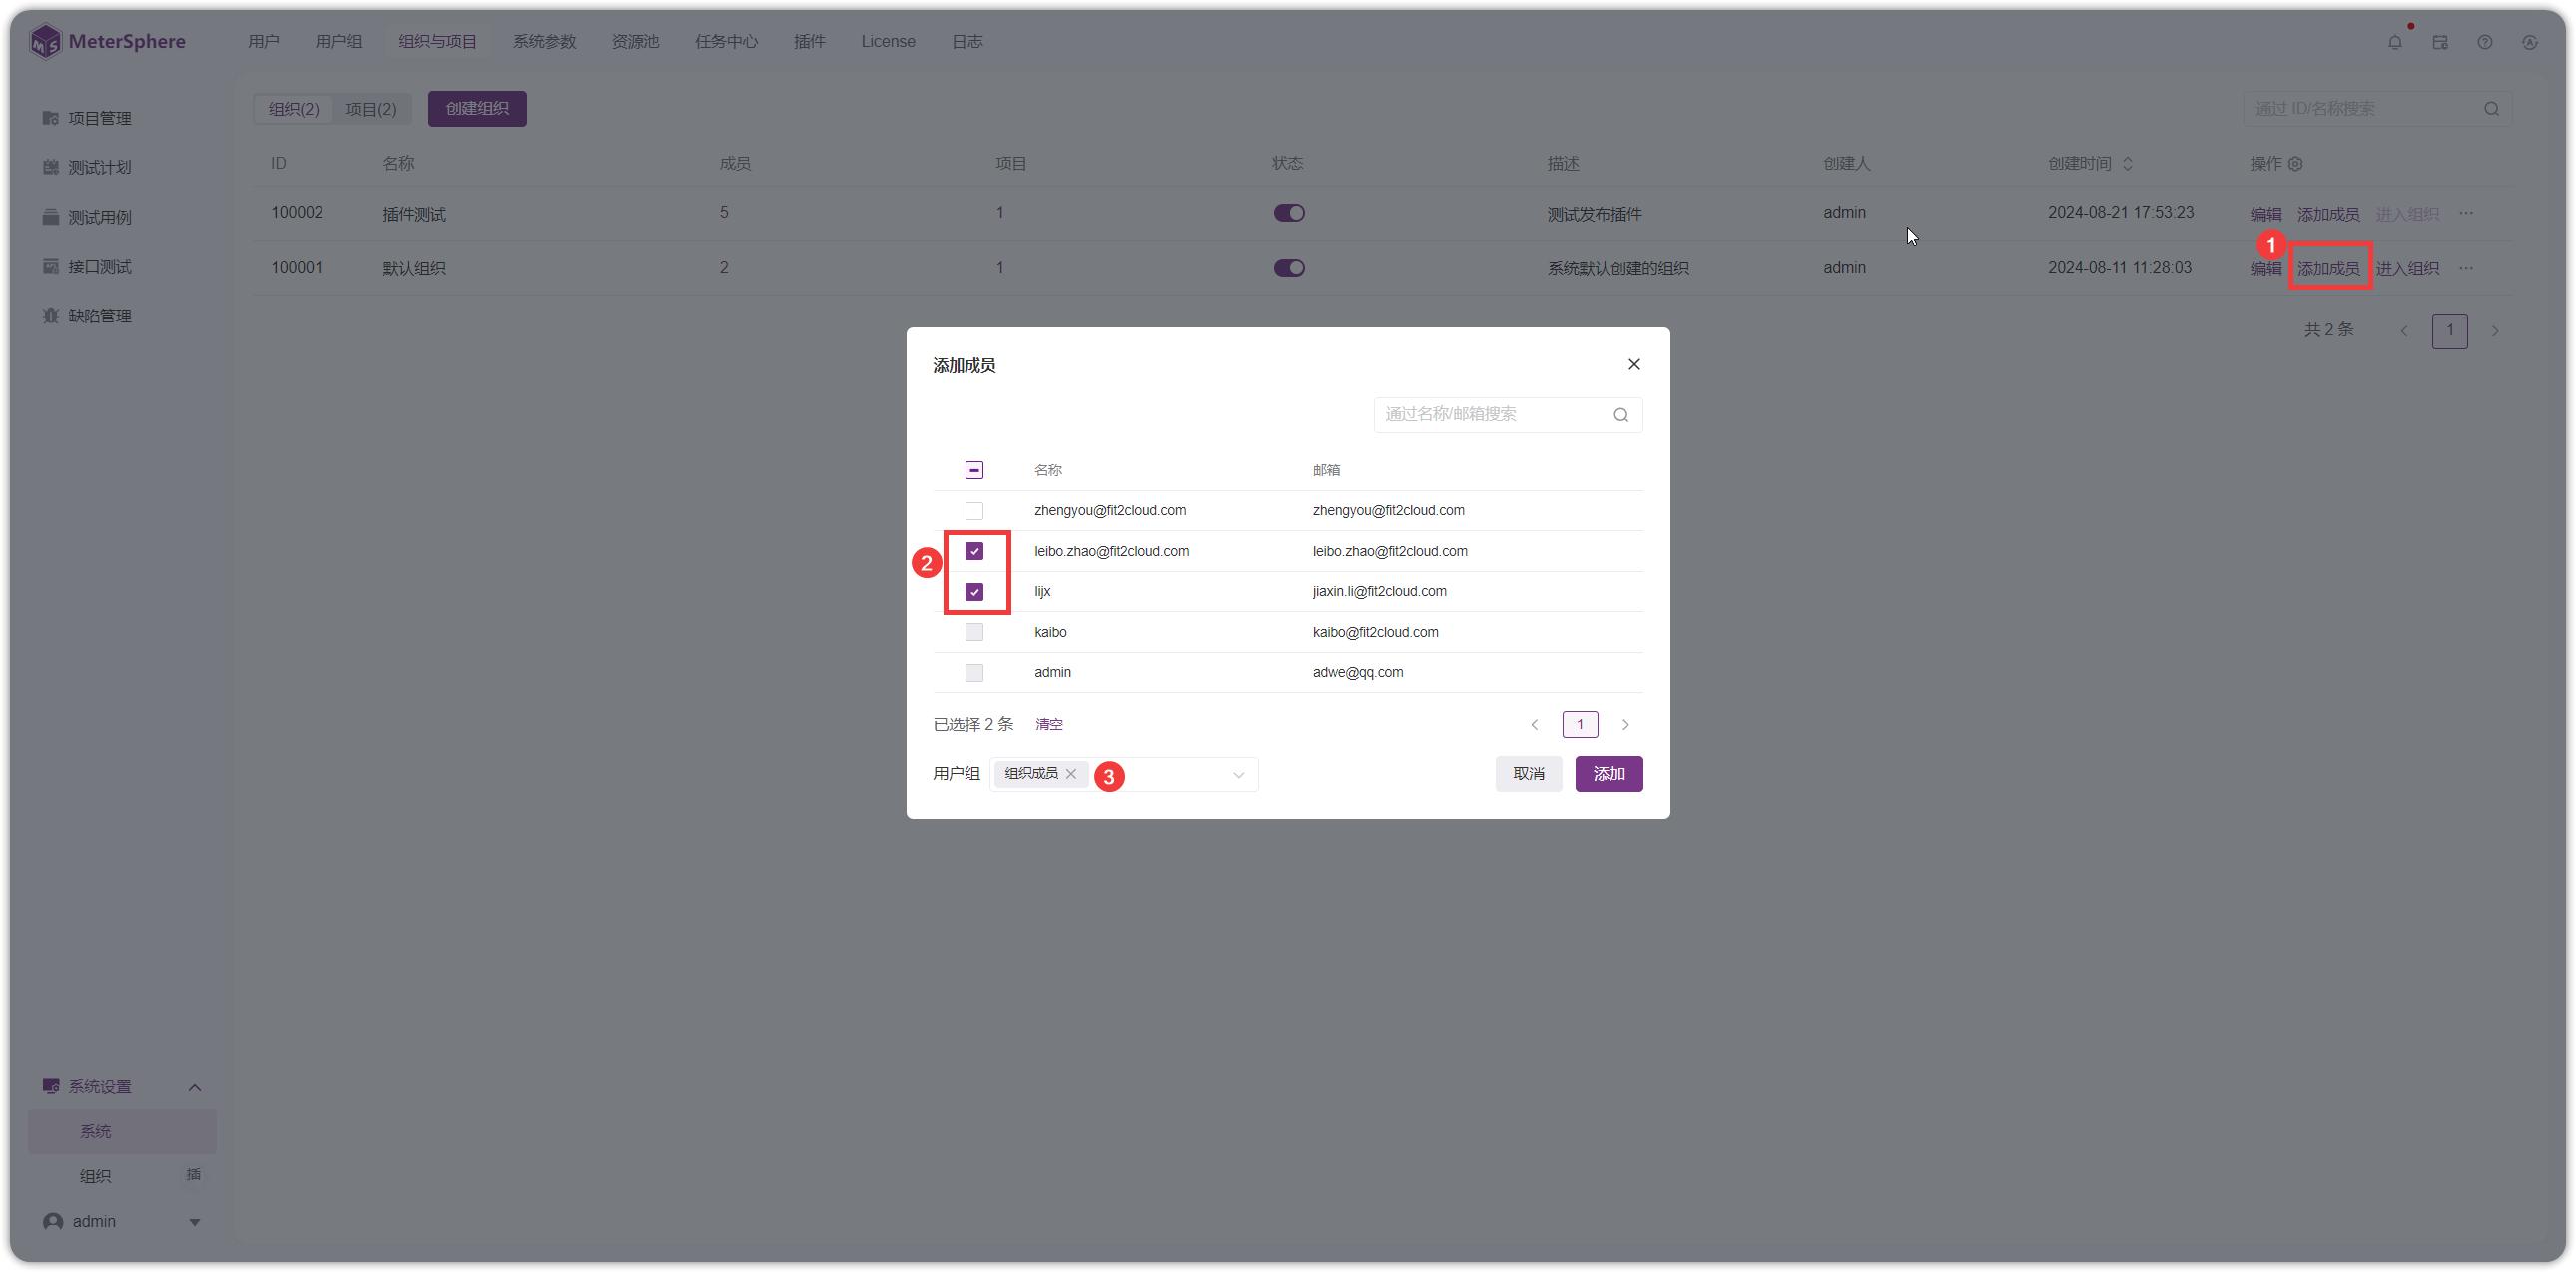 MeterSphere
用户 用户组 组织与项目 系统参数 资源池 任务中心 插件 License 日志
项目管理
测试计划
测试用例
接口测试
缺陷管理
系统设置
系统
组织 插
admin
组织(2) 项目(2) 创建组织 通过 ID/名称搜索
ID 名称 成员 项目 状态 描述 创建人 创建时间 操作
100002 插件测试 5 1 测试发布插件 admin 2024-08-21 17:53:23 编辑 添加成员 进入组织 ...
1
100001 默认组织 2 1 系统默认创建的组织 admin 2024-08-11 11:28:03 编辑 添加成员 进入组织 ...
共 2 条 1
添加成员
通过名称/邮箱搜索
名称 邮箱
zhengyou@fit2cloud.com zhengyou@fit2cloud.com
2
leibo.zhao@fit2cloud.com leibo.zhao@fit2cloud.com
lijx jiaxin.li@fit2cloud.com
kaibo kaibo@fit2cloud.com
admin adwe@qq.com
已选择 2 条 清空 1
用户组 组织成员 3 取消 添加